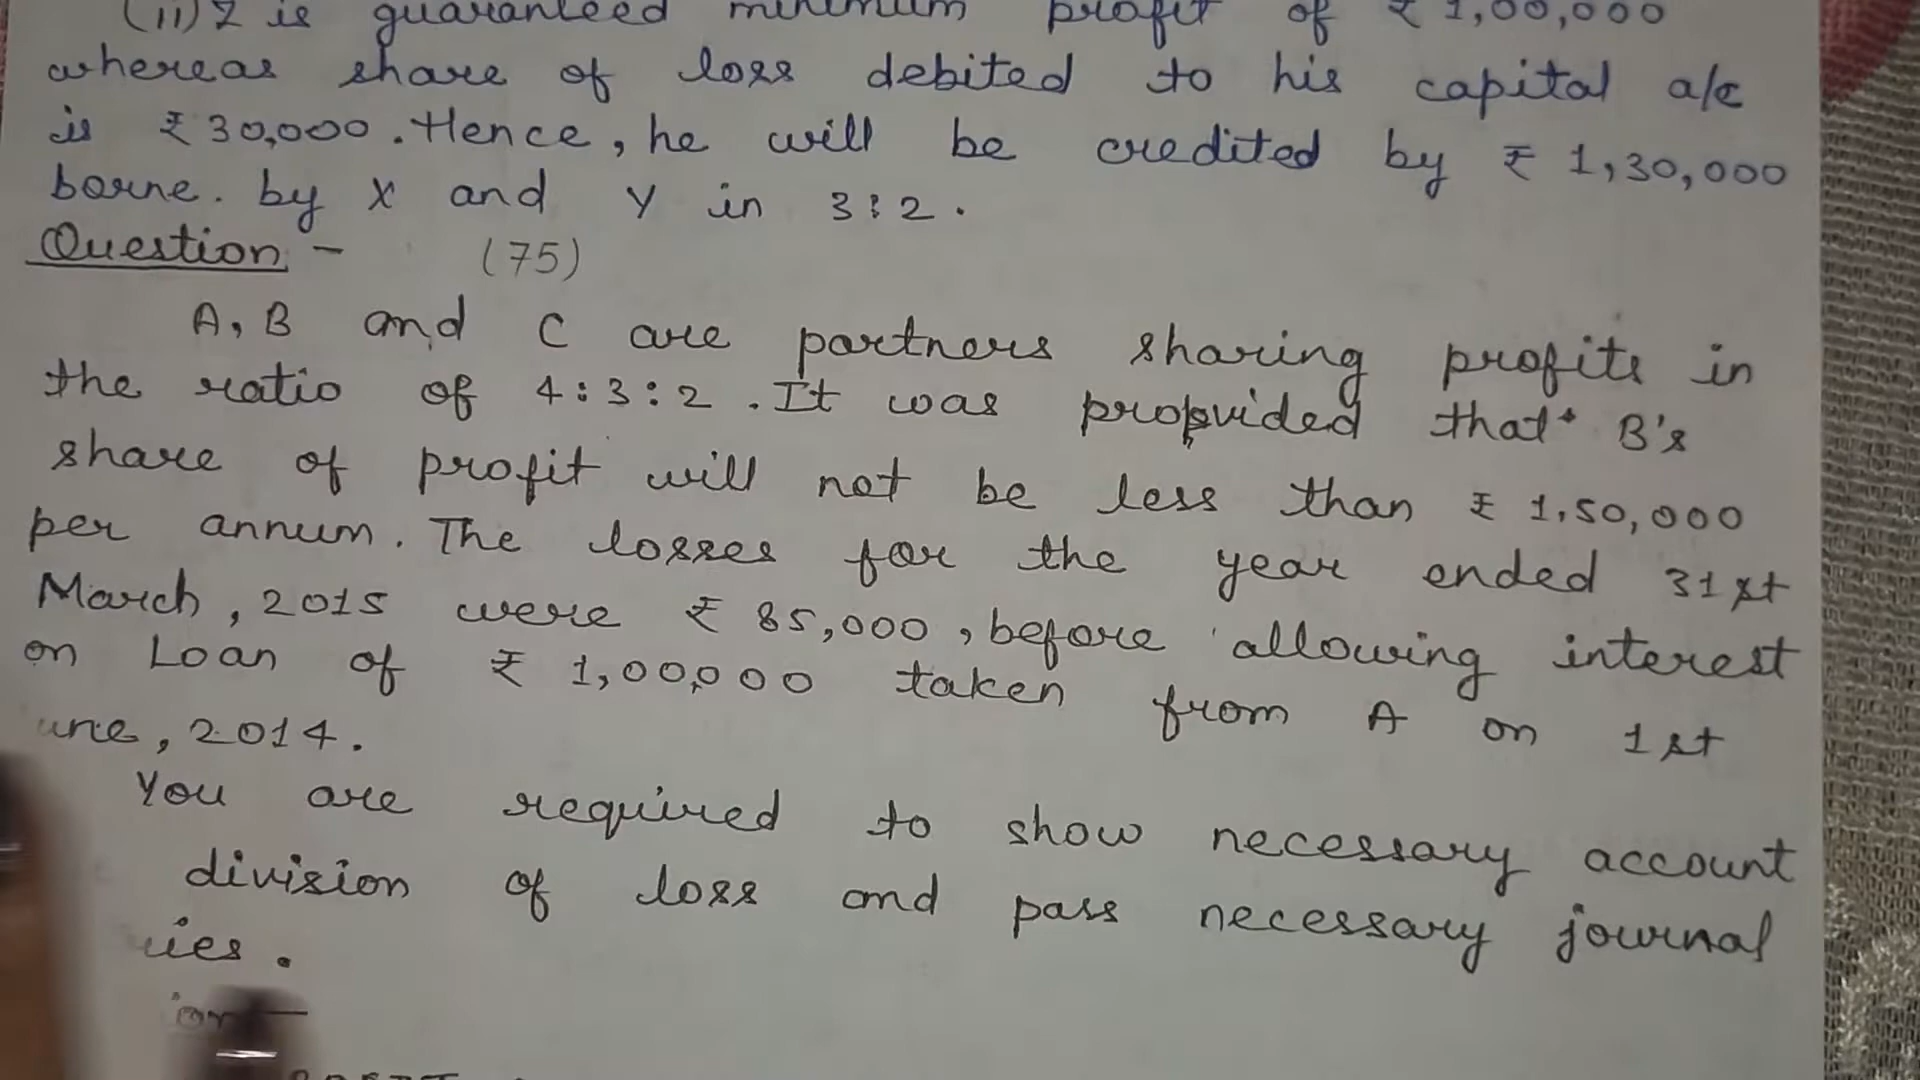 (ii) Z is guaranteed minimum profit of ₹ 1,00,000
whereas share of loss debited to his capital a/c
is ₹ 30,000. Hence, he will be credited by ₹ 1,30,000
borne. by X and Y in 3:2.
Question - (75)
A, B and C are partners sharing profits in
the ratio of 4:3:2. It was provided that B's
share of profit will not be less than ₹ 1,50,000
per annum. The losses for the year ended 31st
March, 2015 were ₹ 85,000, before allowing interest
on Loan of ₹ 1,00,000 taken from A on 1st
une, 2014.
You are required to show necessary account
division of loss and pass necessary journal
ries.